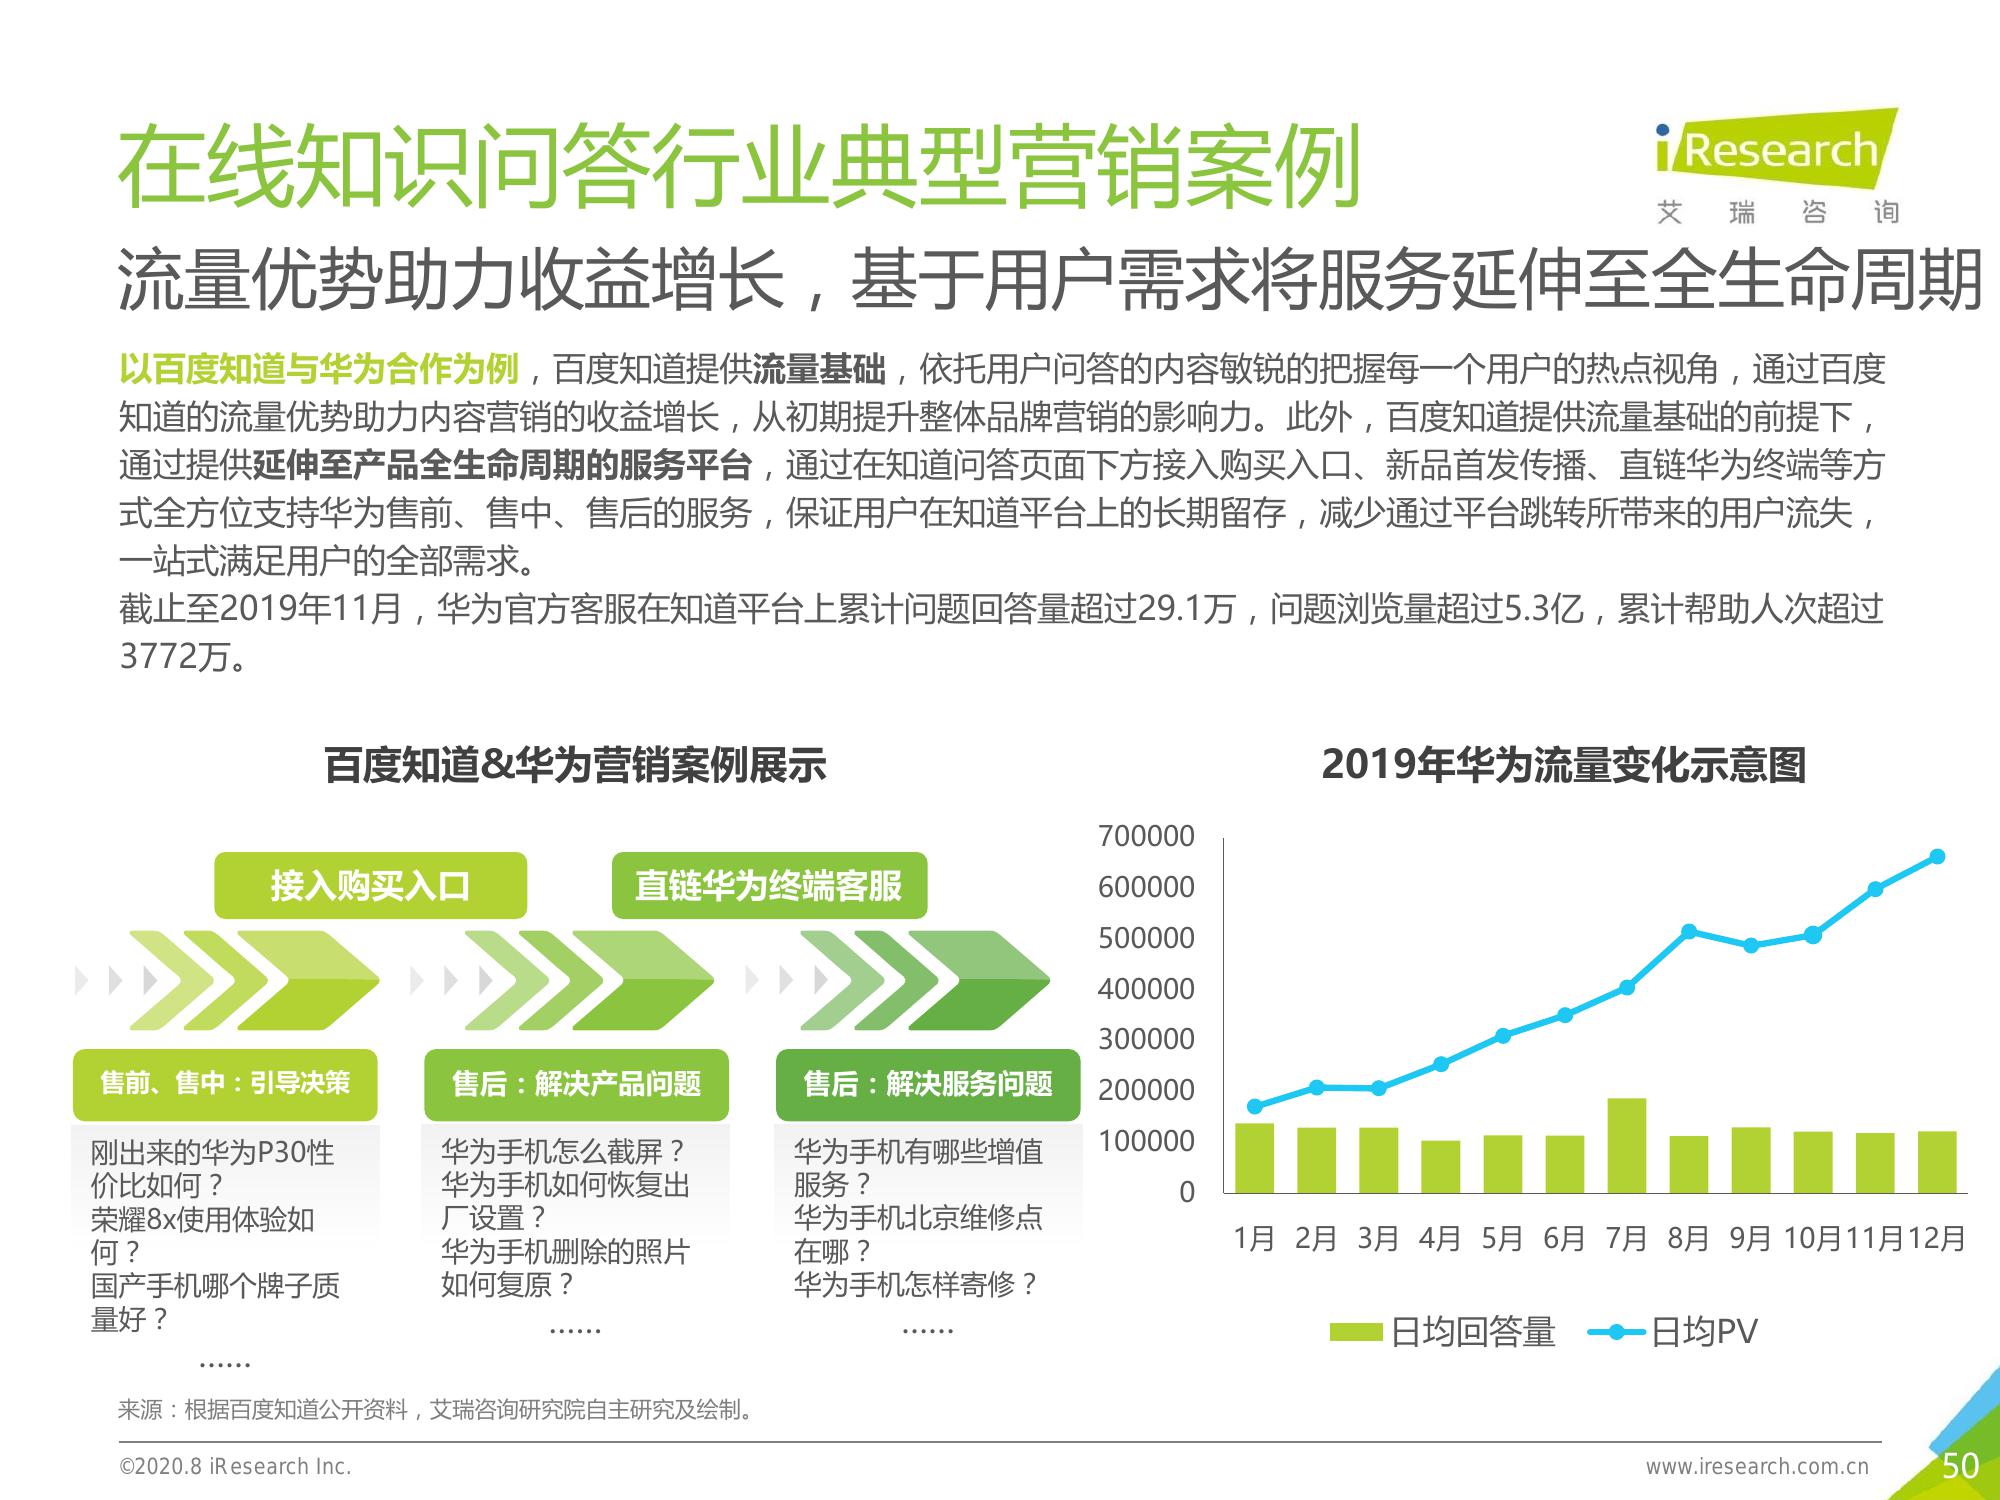 在线知识问答行业典型营销案例
iResearch
艾瑞咨询
流量优势助力收益增长，基于用户需求将服务延伸至全生命周期
以百度知道与华为合作为例，百度知道提供流量基础，依托用户问答的内容敏锐的把握每一个用户的热点视角，通过百度
知道的流量优势助力内容营销的收益增长，从初期提升整体品牌营销的影响力。此外，百度知道提供流量基础的前提下，
通过提供延伸至产品全生命周期的服务平台，通过在知道问答页面下方接入购买入口、新品首发传播、直链华为终端等方
式全方位支持华为售前、售中、售后的服务，保证用户在知道平台上的长期留存，减少通过平台跳转所带来的用户流失，
一站式满足用户的全部需求。
截止至2019年11月，华为官方客服在知道平台上累计问题回答量超过29.1万，问题浏览量超过5.3亿，累计帮助人次超过
3772万。
百度知道&华为营销案例展示
接入购买入口
直链华为终端客服
售前、售中：引导决策
刚出来的华为P30性
价比如何？
荣耀8x使用体验如
何？
国产手机哪个牌子质
量好？
……
售后：解决产品问题
华为手机怎么截屏？
华为手机如何恢复出
厂设置？
华为手机删除的照片
如何复原？
……
售后：解决服务问题
华为手机有哪些增值
服务？
华为手机北京维修点
在哪？
华为手机怎样寄修？
……
2019年华为流量变化示意图
700000
600000
500000
400000
300000
200000
100000
0
1月 2月 3月 4月 5月 6月 7月 8月 9月 10月 11月 12月
日均回答量 日均PV
来源：根据百度知道公开资料，艾瑞咨询研究院自主研究及绘制。
©2020.8 iResearch Inc.
www.iresearch.com.cn
50